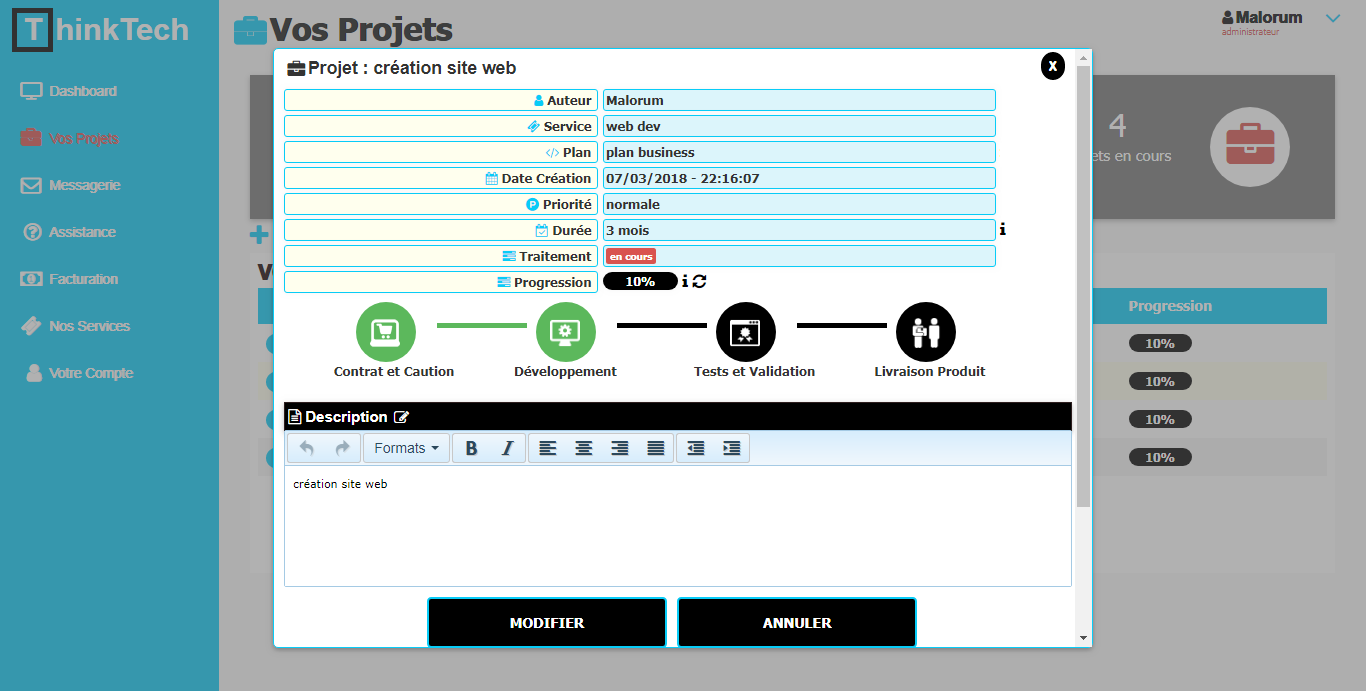 ThinkTech
Dashboard
Vos Projets
Messagerie
Assistance
Facturation
Nos Services
Votre Compte
Vos Projets
Malorum
administrateur
4
ets en cours
Progression
10%
10%
10%
10%
Projet : création site web
X
Auteur Malorum
Service web dev
Plan plan business
Date Création 07/03/2018 - 22:16:07
Priorité normale
Durée 3 mois
Traitement en cours
Progression 10%
Contrat et Caution Développement Tests et Validation Livraison Produit
Description
Formats B I
création site web
MODIFIER ANNULER